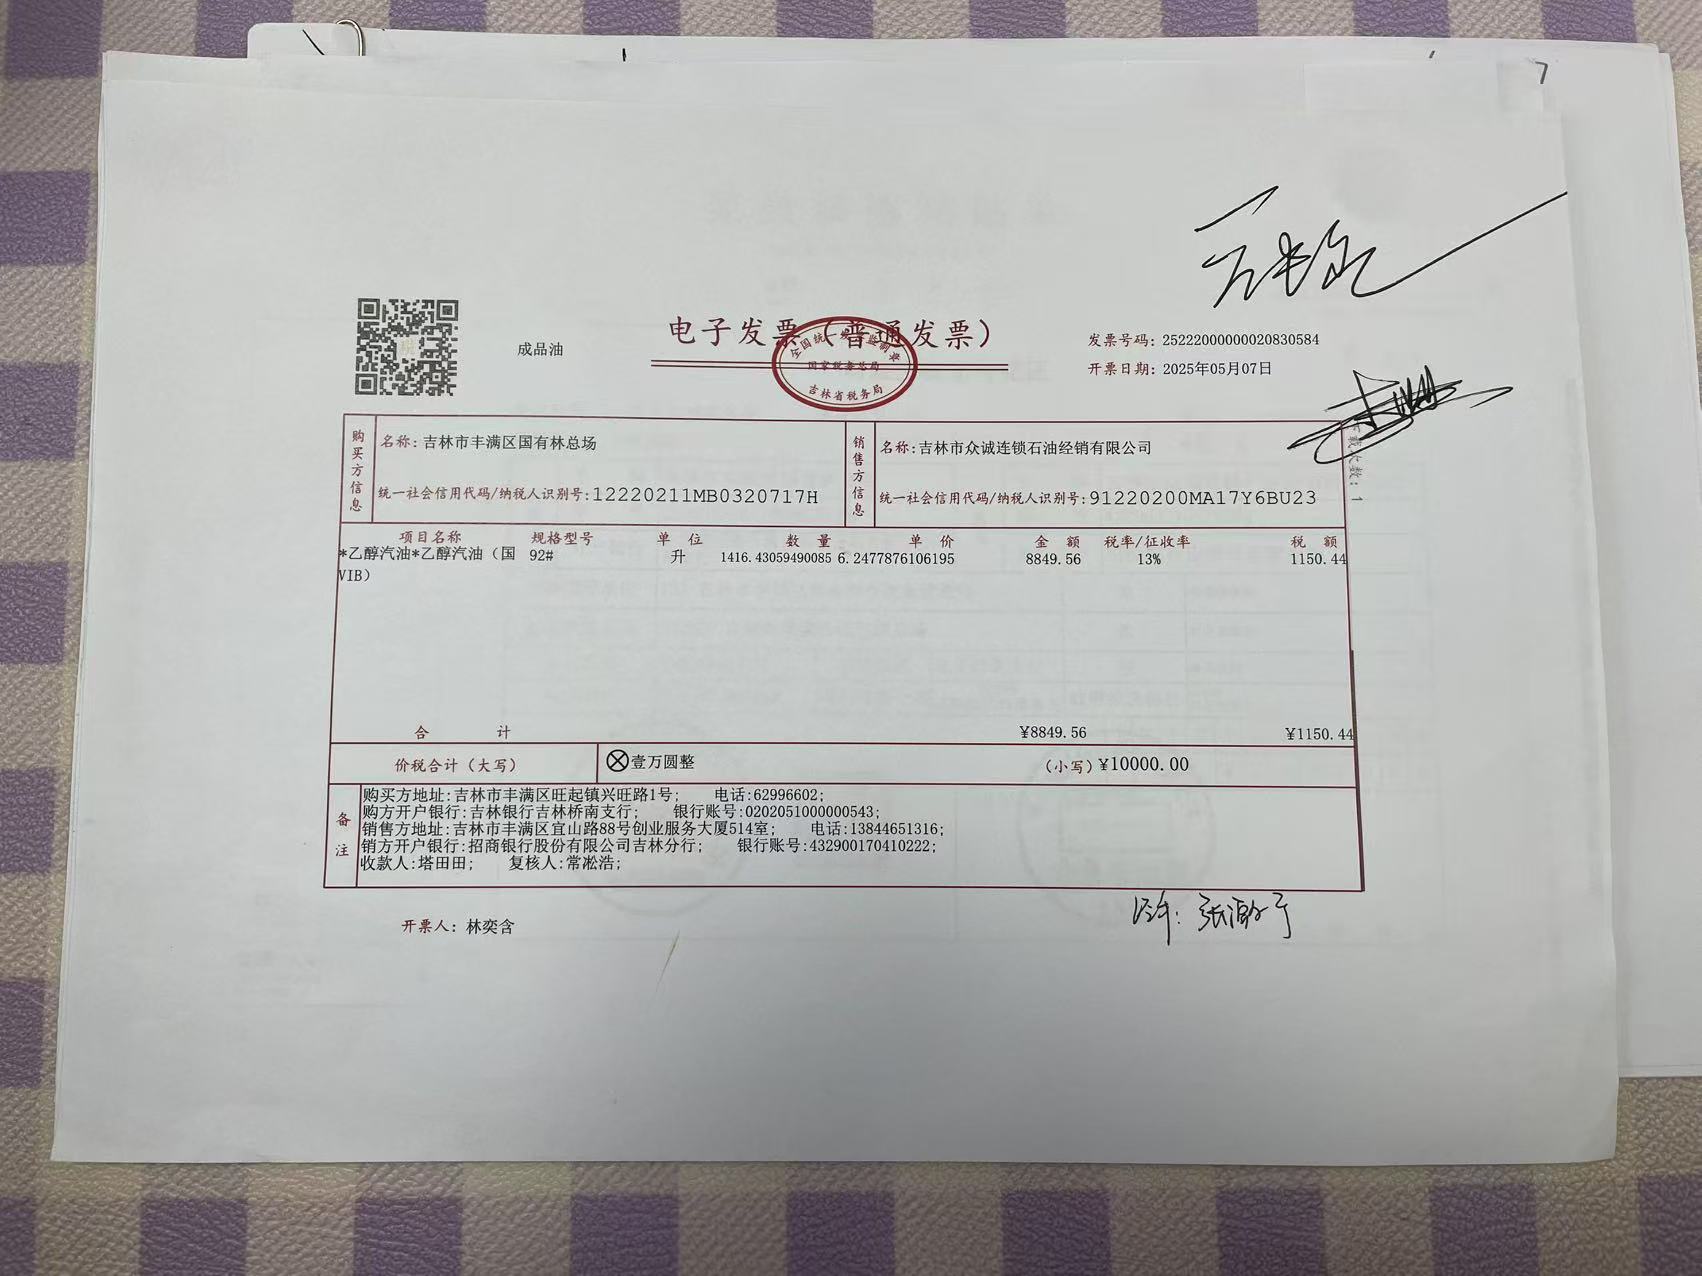 成品油
电子发票（普通发票）
全国统一发票监制章
国家税务总局
吉林省税务局
发票号码：25222000000020830584
开票日期：2025年05月07日
购买方信息
名称：吉林市丰满区国有林总场
统一社会信用代码/纳税人识别号：12220211MB0320717H
销售方信息
名称：吉林市众诚连锁石油经销有限公司
统一社会信用代码/纳税人识别号：91220200MA17Y6BU23
下载次数：1
项目名称 规格型号 单位 数量 单价 金额 税率/征收率 税额
*乙醇汽油*乙醇汽油（国 92# 升 1416.43059490085 6.2477876106195 8849.56 13% 1150.44
VIB）
合计 ¥8849.56 ¥1150.44
价税合计（大写） ⊗壹万圆整 （小写）¥10000.00
备注
购买方地址:吉林市丰满区旺起镇兴旺路1号; 电话:62996602;
购方开户银行:吉林银行吉林桥南支行; 银行账号:0202051000000543;
销售方地址:吉林市丰满区宜山路88号创业服务大厦514室; 电话:13844651316;
销方开户银行:招商银行股份有限公司吉林分行; 银行账号:432900170410222;
收款人:塔田田; 复核人:常凇浩;
开票人：林奕含
7